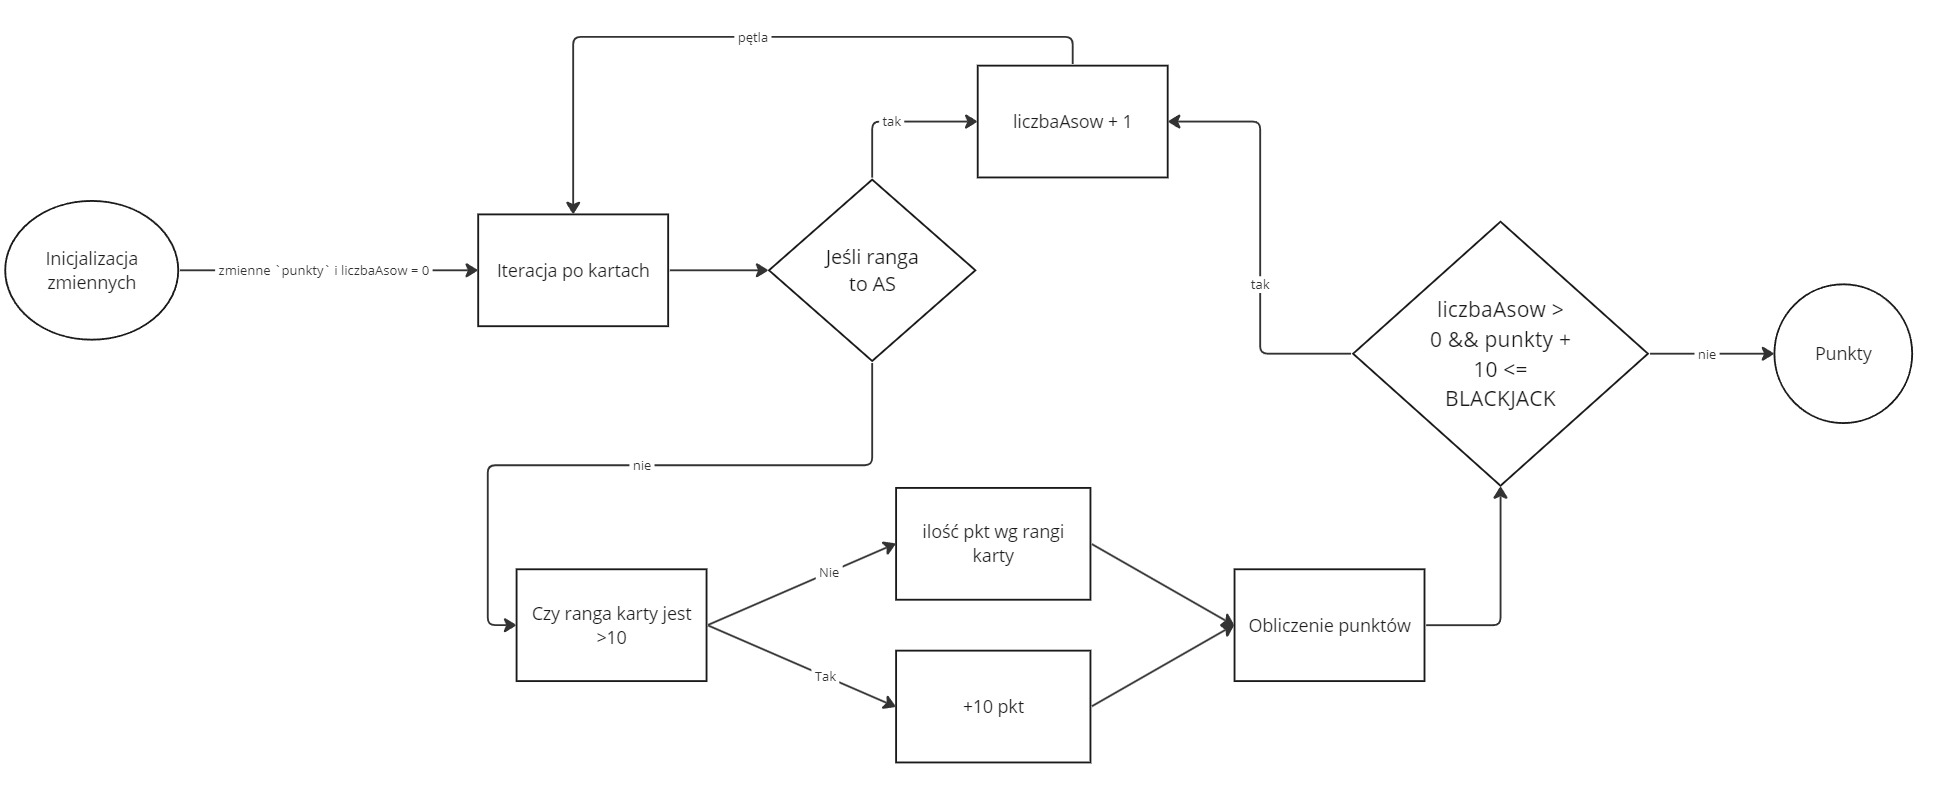 pętla
liczbaAsow + 1
tak
Inicjalizacja
zmiennych
zmienne `punkty` i liczbaAsow = 0
Iteracja po kartach
Jeśli ranga
to AS
tak
liczbaAsow >
0 && punkty +
10 <=
BLACKJACK
nie
Punkty
nie
ilość pkt wg rangi
karty
Nie
Czy ranga karty jest
>10
Obliczenie punktów
Tak
+10 pkt